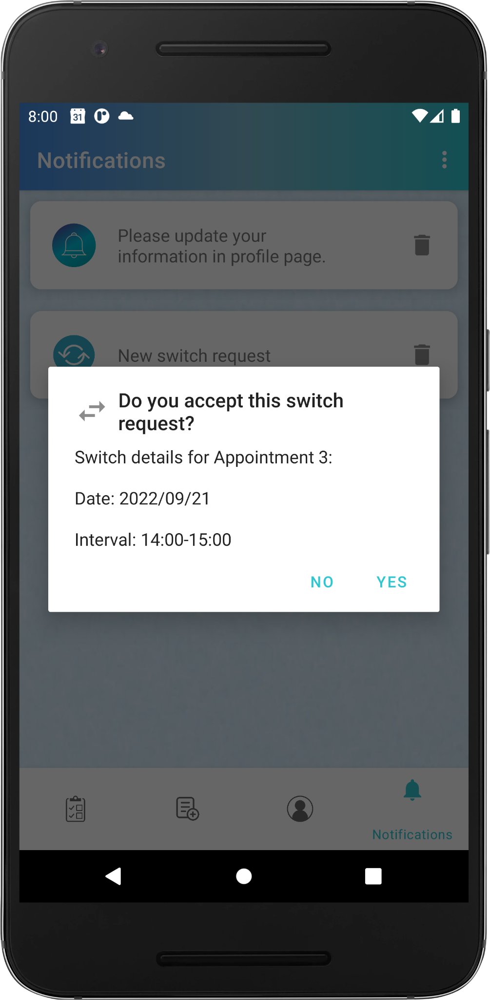 8:00 31
Notifications
Please update your
information in profile page.
New switch request
Do you accept this switch
request?
Switch details for Appointment 3:
Date: 2022/09/21
Interval: 14:00-15:00
NO YES
Notifications